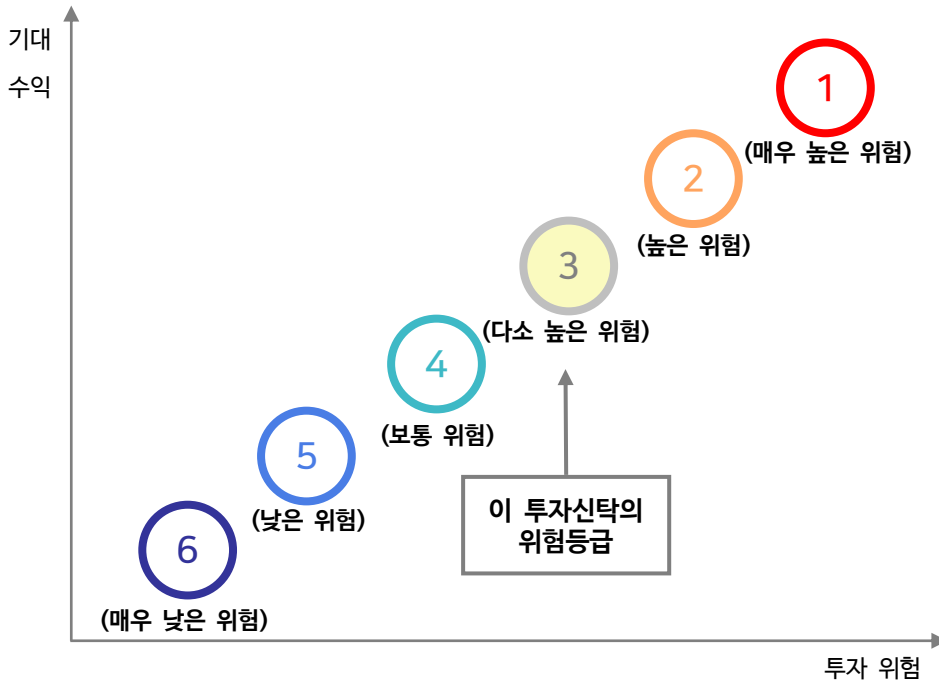 기대
수익
1
(매우 높은 위험)
2
(높은 위험)
3
(다소 높은 위험)
4
(보통 위험)
5
(낮은 위험)
이 투자신탁의
위험등급
6
(매우 낮은 위험)
투자 위험